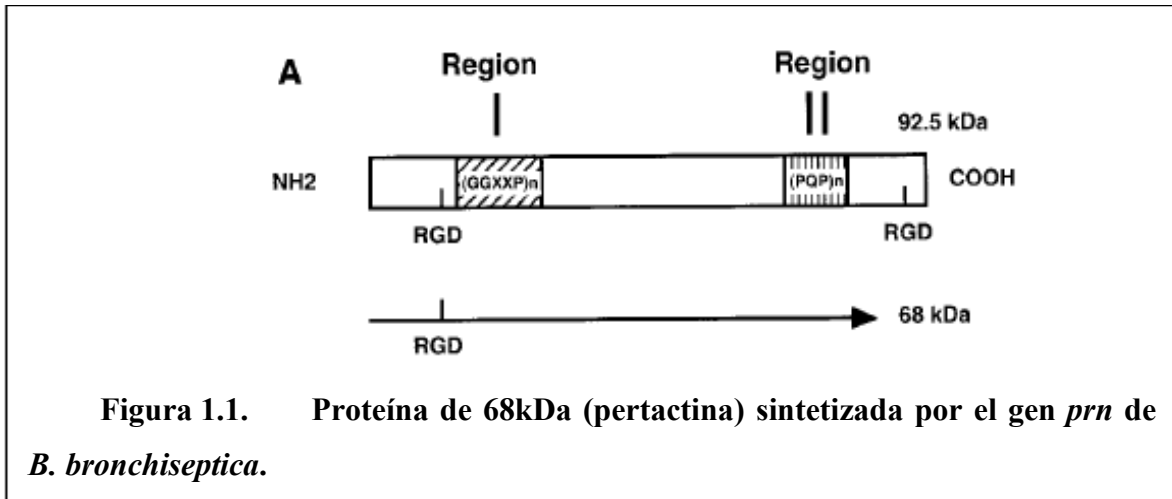 A Region Region
I II
92.5 kDa
NH2 (GGXXP)n (PQP)n COOH
RGD RGD
68 kDa
RGD
Figura 1.1. Proteína de 68kDa (pertactina) sintetizada por el gen prn de
B. bronchiseptica.